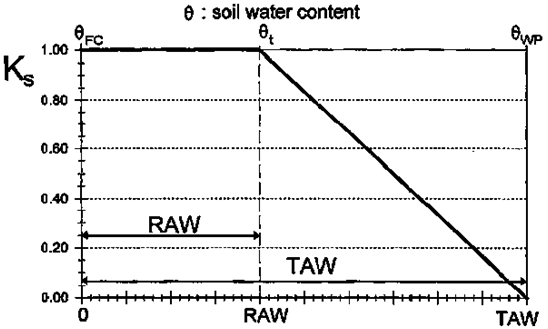 θ : soil water content
θFC θt θWP
Ks
1.00
0.80
0.60
0.40
0.20
0.00
RAW
TAW
0 RAW TAW